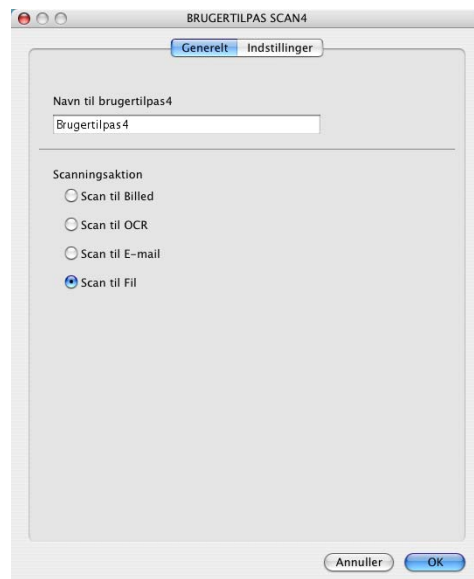 BRUGERTILPAS SCAN4
Generelt Indstillinger
Navn til brugertilpas4
Brugertilpas4
Scanningsaktion
Scan til Billed
Scan til OCR
Scan til E-mail
Scan til Fil
Annuller OK